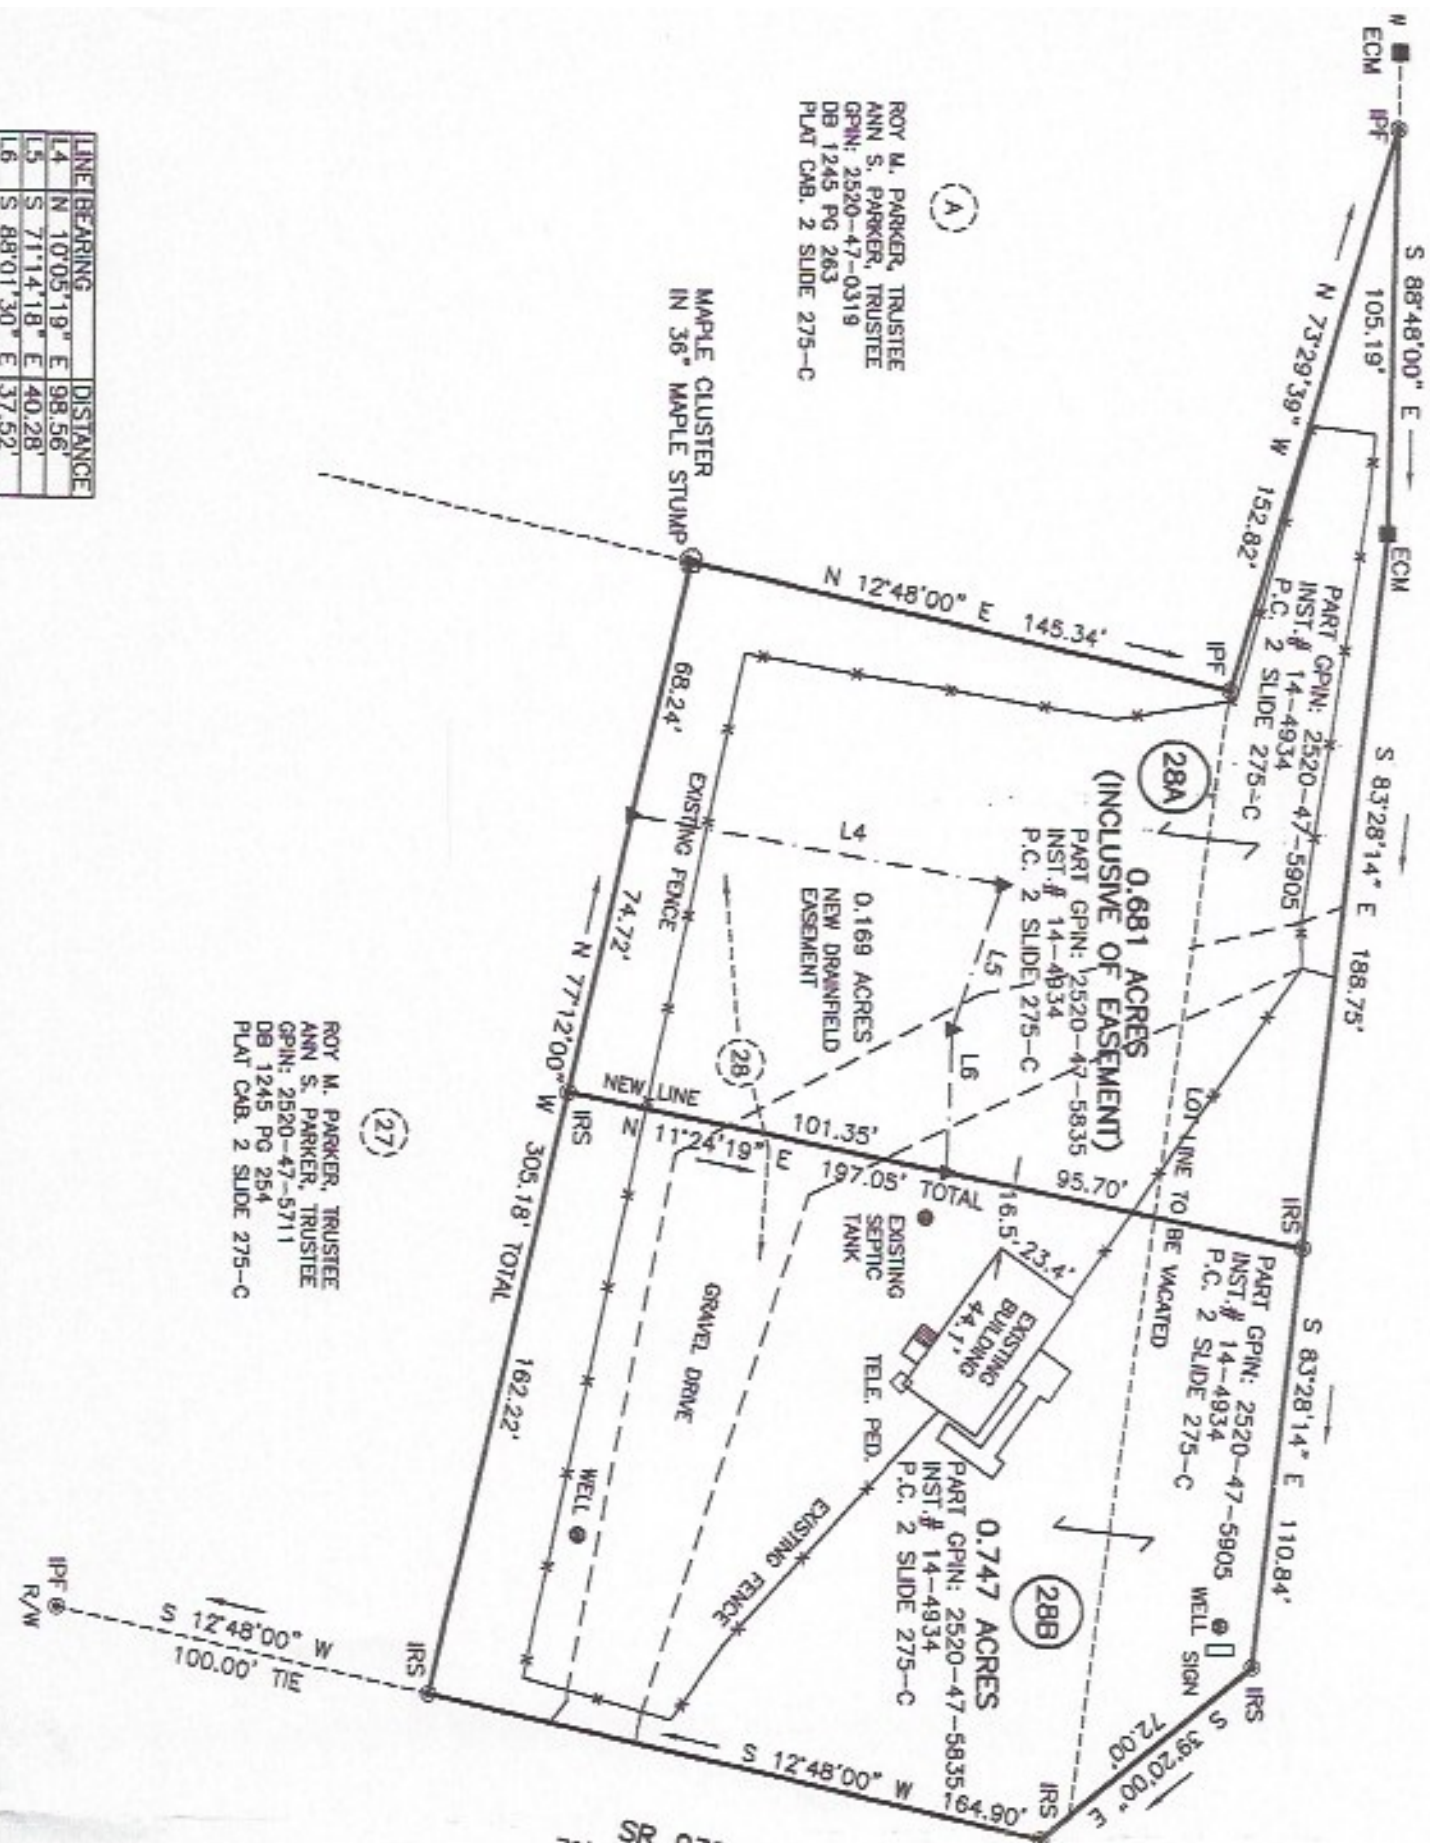 N
ECM
IPF
S 88°48'00" E
105.19'
ECM
N 73°29'39" W
152.82'
S 83°28'14" E
188.75'
PART GPIN: 2520-47-5905
INST.# 14-4934
P.C. 2 SLIDE 275-C
A
ROY M. PARKER, TRUSTEE
ANN S. PARKER, TRUSTEE
GPIN: 2520-47-0319
DB 1245 PG 263
PLAT CAB. 2 SLIDE 275-C
MAPLE CLUSTER
IN 36" MAPLE STUMP
N 12°48'00" E 145.34'
IPF
28A
0.681 ACRES
(INCLUSIVE OF EASEMENT)
PART GPIN: 2520-47-5835
INST.# 14-4934
P.C. 2 SLIDE 275-C
L4
L5
L6
0.169 ACRES
NEW DRAINFIELD
EASEMENT
EXISTING FENCE
28
68.24'
74.72'
N 77°12'00" W 305.18' TOTAL
162.22'
IRS
NEW LINE
N 11°24'19" E
101.35'
197.05' TOTAL
95.70'
LOT LINE TO BE VACATED
IRS
S 83°28'14" E 110.84'
PART GPIN: 2520-47-5905
INST.# 14-4934
P.C. 2 SLIDE 275-C
WELL SIGN
IRS
S 39°20'00" E
72.00'
IRS
16.5'
23.4'
EXISTING
SEPTIC
TANK
EXISTING
BUILDING
44.1'
TELE. PED.
GRAVEL DRIVE
EXISTING FENCE
WELL
28B
0.747 ACRES
PART GPIN: 2520-47-5835
INST.# 14-4934
P.C. 2 SLIDE 275-C
S 12°48'00" W
164.90'
27
ROY M. PARKER, TRUSTEE
ANN S. PARKER, TRUSTEE
GPIN: 2520-47-5711
DB 1245 PG 254
PLAT CAB. 2 SLIDE 275-C
IRS
S 12°48'00" W
100.00' TIE
IPF
R/W
SR
LINE BEARING DISTANCE
L4 N 10°05'19" E 98.56'
L5 S 71°14'18" E 40.28'
L6 S 88°01'30" E 37.52'